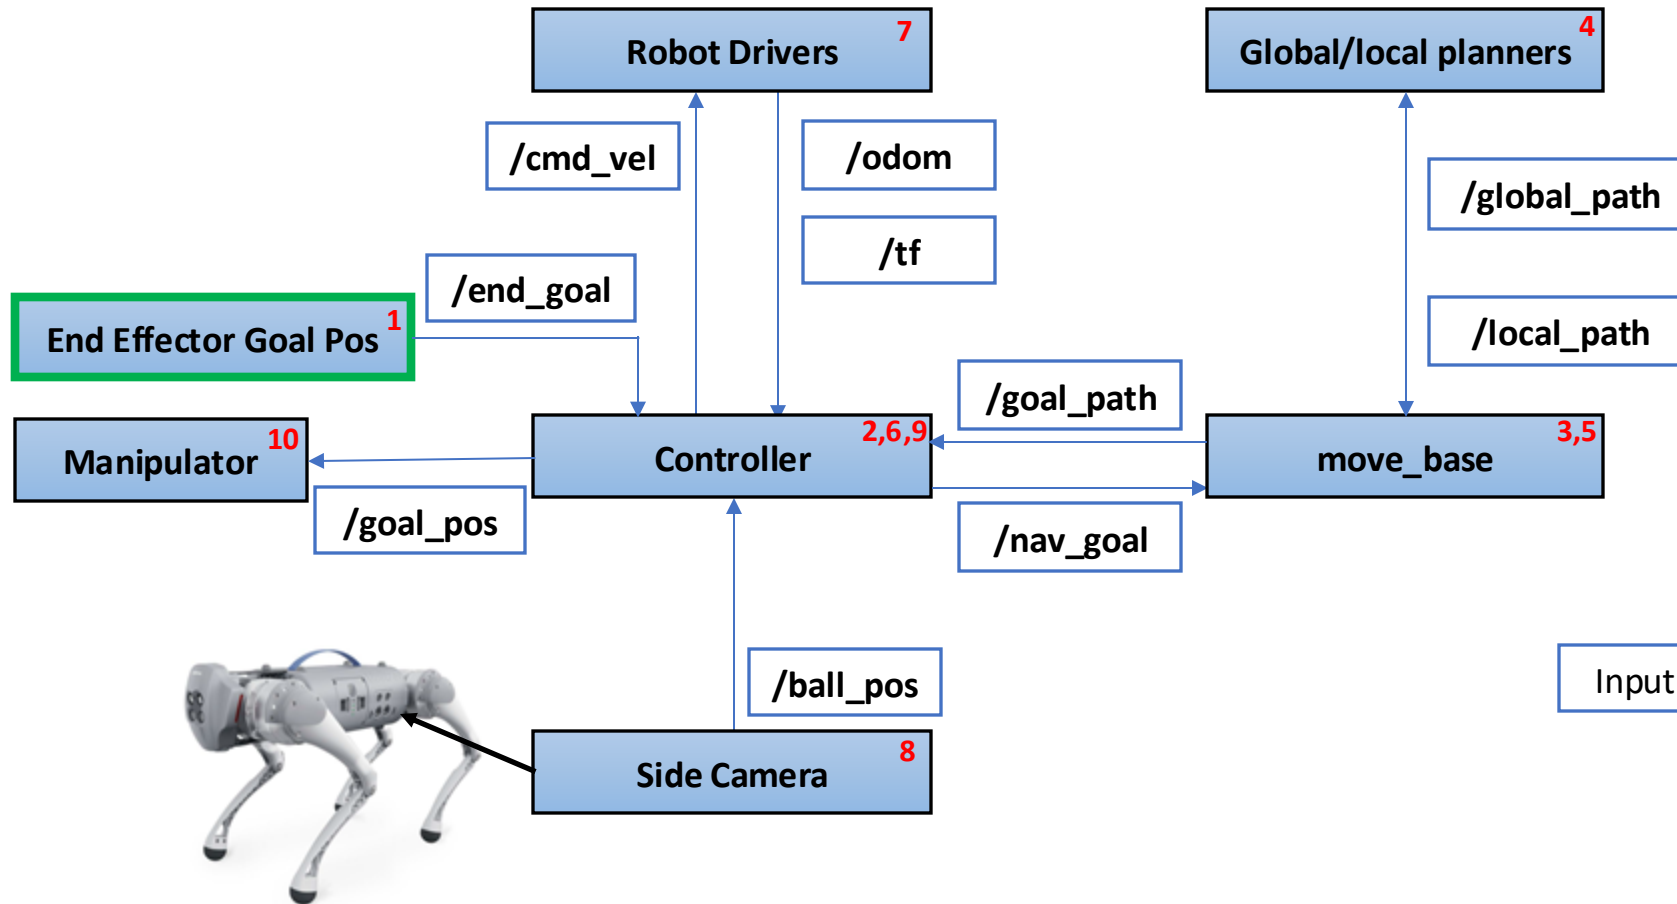 Robot Drivers 7
Global/local planners 4
/cmd_vel
/odom
/global_path
/tf
/end_goal
End Effector Goal Pos 1
/local_path
/goal_path
Manipulator 10
Controller 2,6,9
move_base 3,5
/goal_pos
/nav_goal
/ball_pos
Input
Side Camera 8